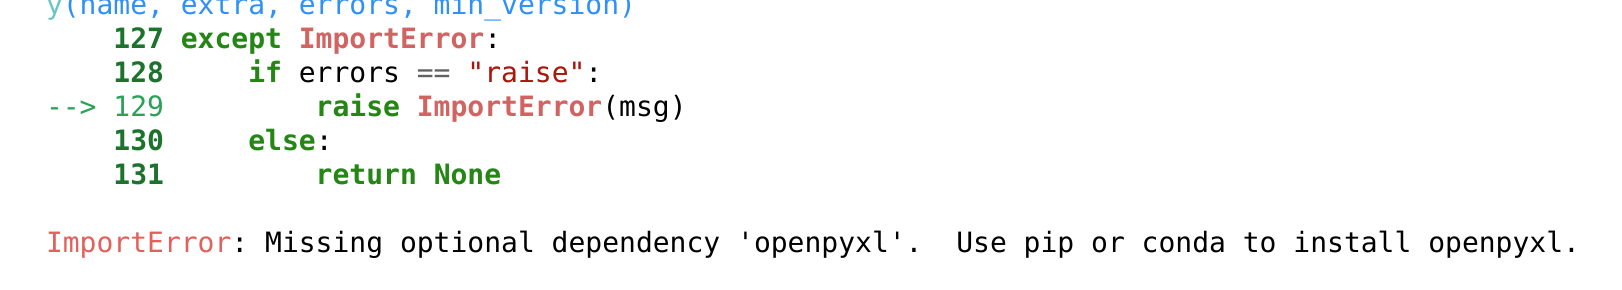 y(name, extra, errors, min_version)
    127 except ImportError:
    128     if errors == "raise":
--> 129         raise ImportError(msg)
    130     else:
    131         return None
ImportError: Missing optional dependency 'openpyxl'.  Use pip or conda to install openpyxl.